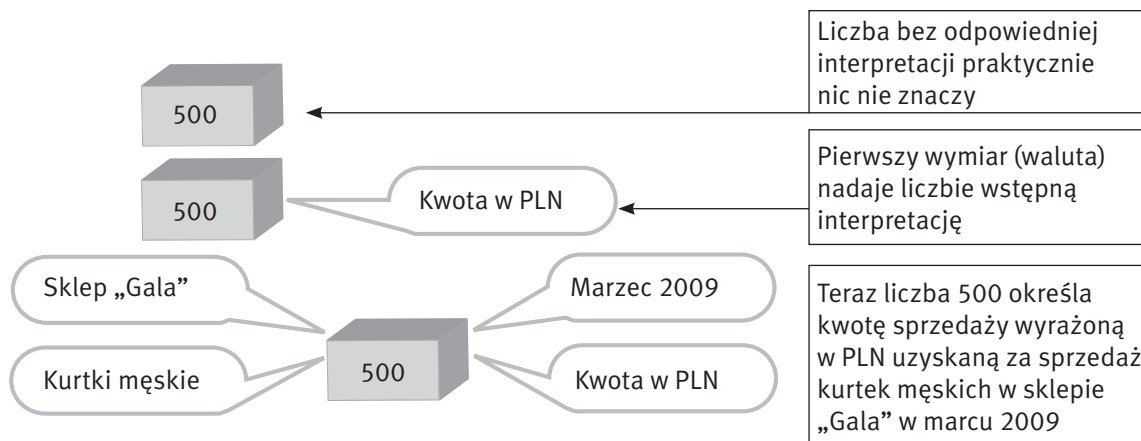 Liczba bez odpowiedniej
interpretacji praktycznie
nic nie znaczy
500
Pierwszy wymiar (waluta)
nadaje liczbie wstępną
interpretację
500
Kwota w PLN
Sklep „Gala”
Marzec 2009
Kurtki męskie
500
Kwota w PLN
Teraz liczba 500 określa
kwotę sprzedaży wyrażoną
w PLN uzyskaną za sprzedaż
kurtek męskich w sklepie
„Gala” w marcu 2009